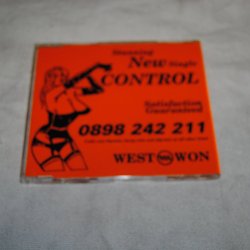 Stunning
New Single
CONTROL
Satisfaction
Guaranteed
0898 242 211
WEST WON